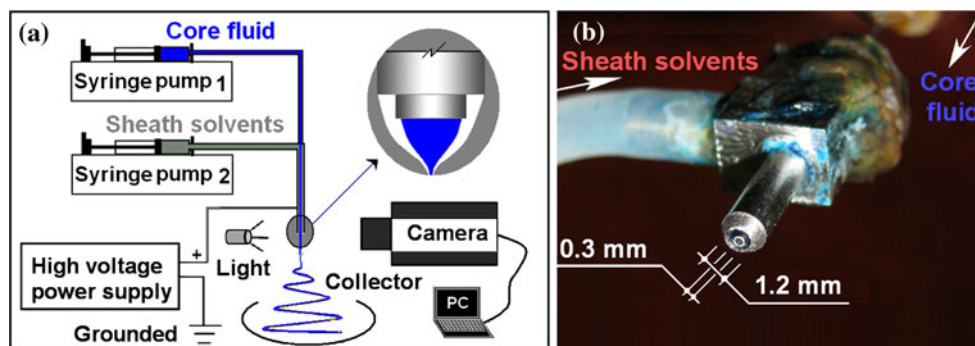 (a)
Core fluid
Syringe pump 1
Sheath solvents
Syringe pump 2
Camera
Light
+
High voltage
power supply
Collector
PC
Grounded
(b)
Sheath solvents
Core
fluid
0.3 mm
1.2 mm